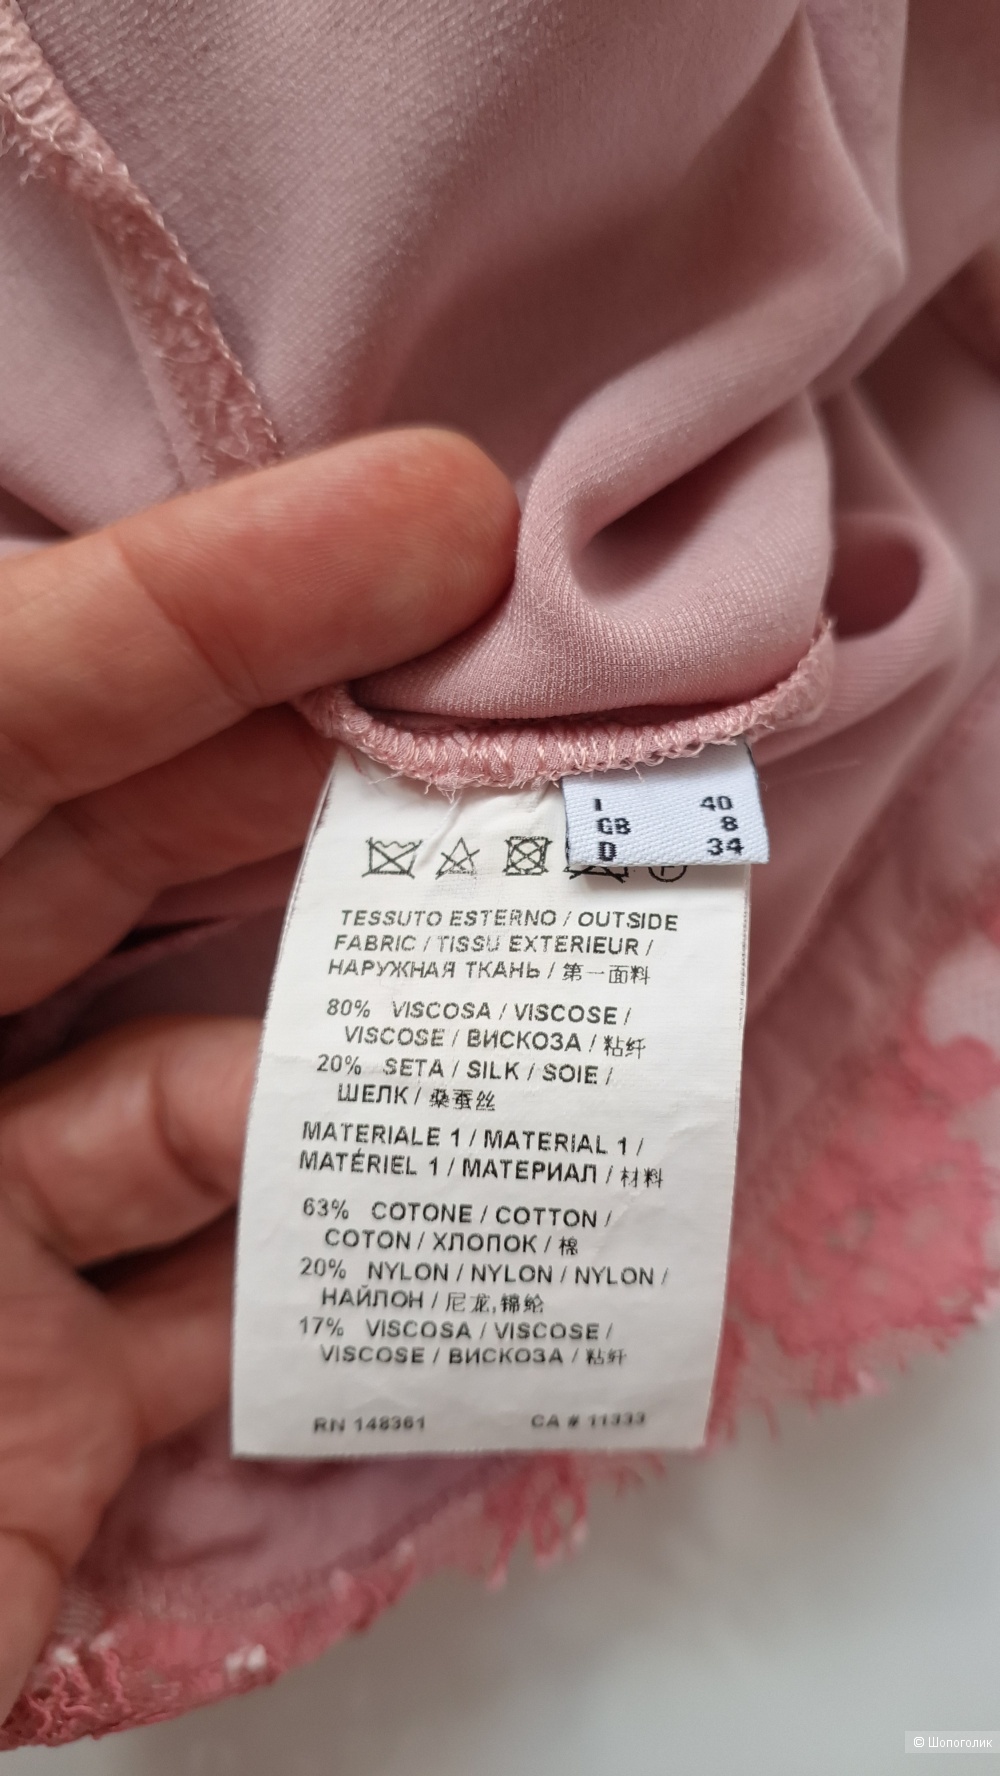 I 40
GB 8
D 34
P
TESSUTO ESTERNO / OUTSIDE
FABRIC / TISSU EXTERIEUR /
НАРУЖНАЯ ТКАНЬ / 第一面料
80% VISCOSA / VISCOSE /
VISCOSE / ВИСКОЗА / 粘纤
20% SETA / SILK / SOIE /
ШЕЛК / 桑蚕丝
MATERIALE 1 / MATERIAL 1 /
MATÉRIEL 1 / МАТЕРИАЛ / 材料
63% COTONE / COTTON /
COTON / ХЛОПОК / 棉
20% NYLON / NYLON / NYLON /
НАЙЛОН / 尼龙,锦纶
17% VISCOSA / VISCOSE /
VISCOSE / ВИСКОЗА / 粘纤
RN 148361 CA # 11333
© Шопоголик